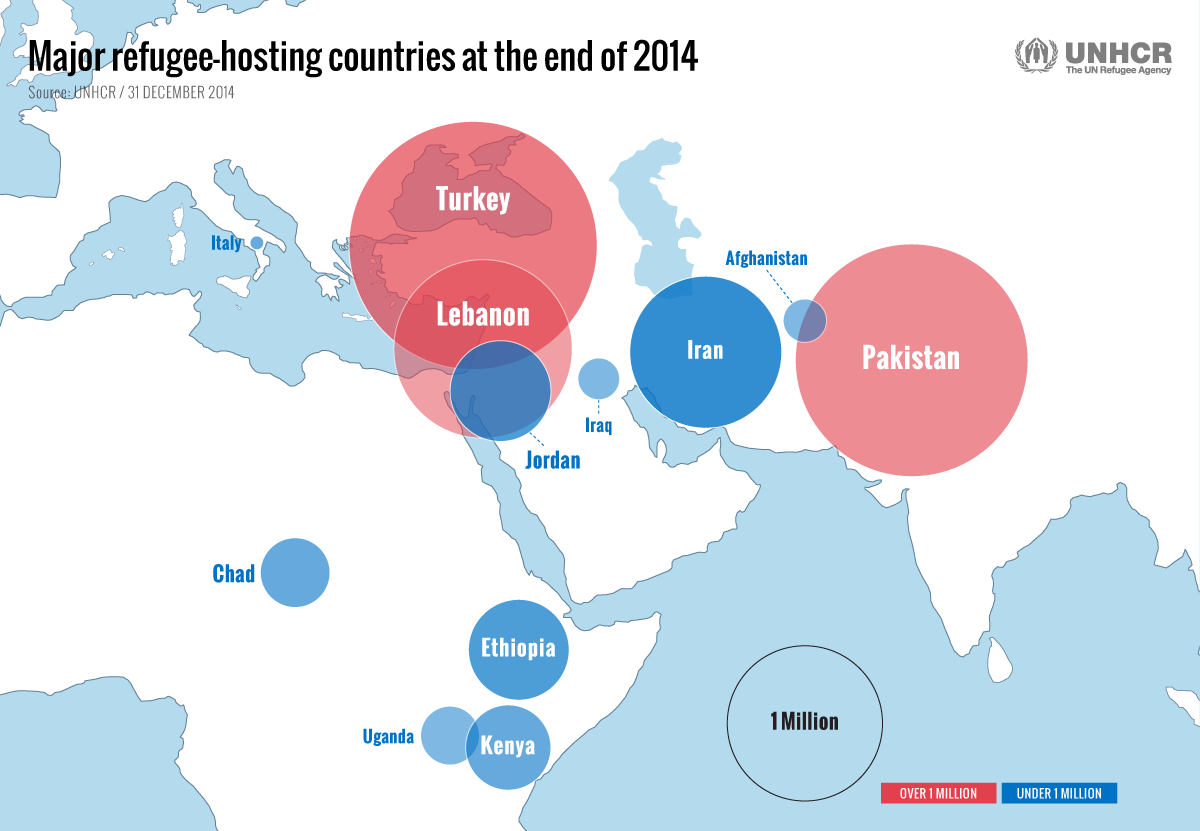 Major refugee-hosting countries at the end of 2014
Source: UNHCR / 31 DECEMBER 2014
UNHCR
The UN Refugee Agency
Turkey
Italy
Afghanistan
Lebanon
Iran
Pakistan
Iraq
Jordan
Chad
Ethiopia
1 Million
Uganda
Kenya
OVER 1 MILLION
UNDER 1 MILLION